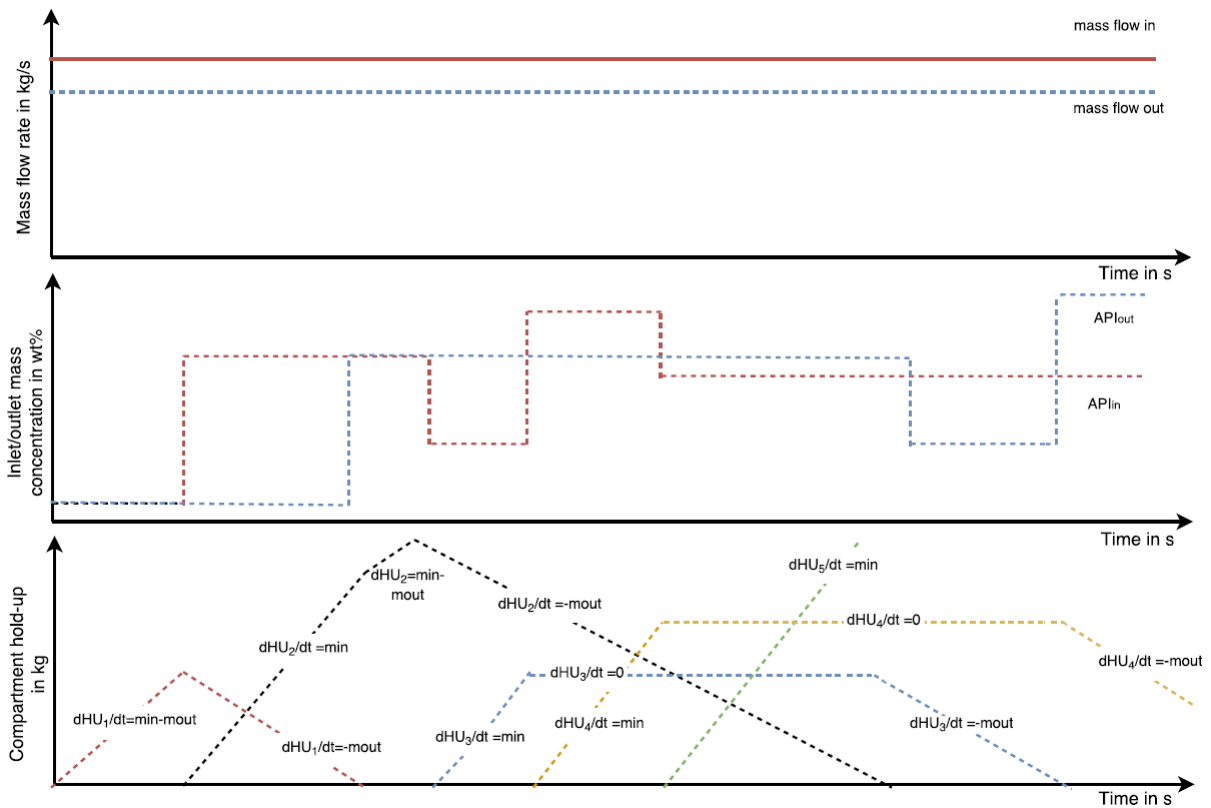 Mass flow rate in kg/s
mass flow in
mass flow out
Time in s
Inlet/outlet mass
concentration in wt%
APIout
APIin
Time in s
Compartment hold-up
in kg
dHU₁/dt=min-mout
dHU₁/dt=-mout
dHU₂/dt =min
dHU₂=min-
mout
dHU₂/dt =-mout
dHU₃/dt =min
dHU₃/dt =0
dHU₄/dt =min
dHU₅/dt =min
dHU₄/dt =0
dHU₃/dt =-mout
dHU₄/dt =-mout
Time in s